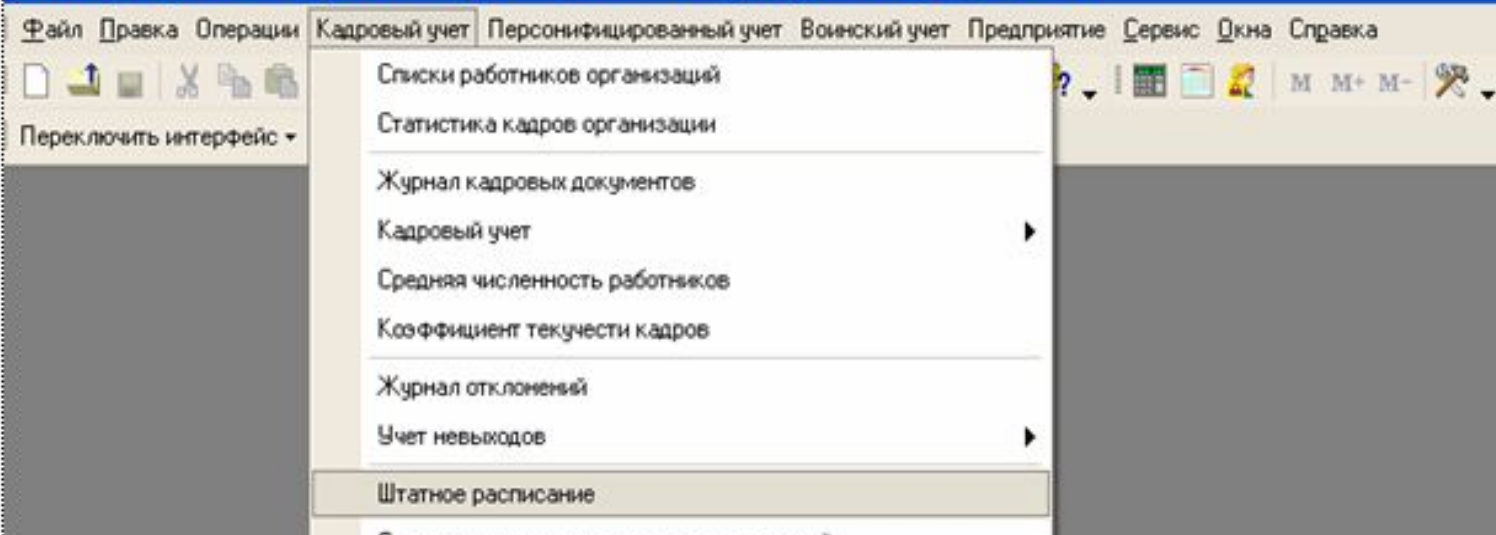 Файл Правка Операции Кадровый учет Персонифицированный учет Воинский учет Предприятие Сервис Окна Справка
? M M+ M-
Переключить интерфейс
Списки работников организаций
Статистика кадров организации
Журнал кадровых документов
Кадровый учет
Средняя численность работников
Коэффициент текучести кадров
Журнал отклонений
Учет невыходов
Штатное расписание